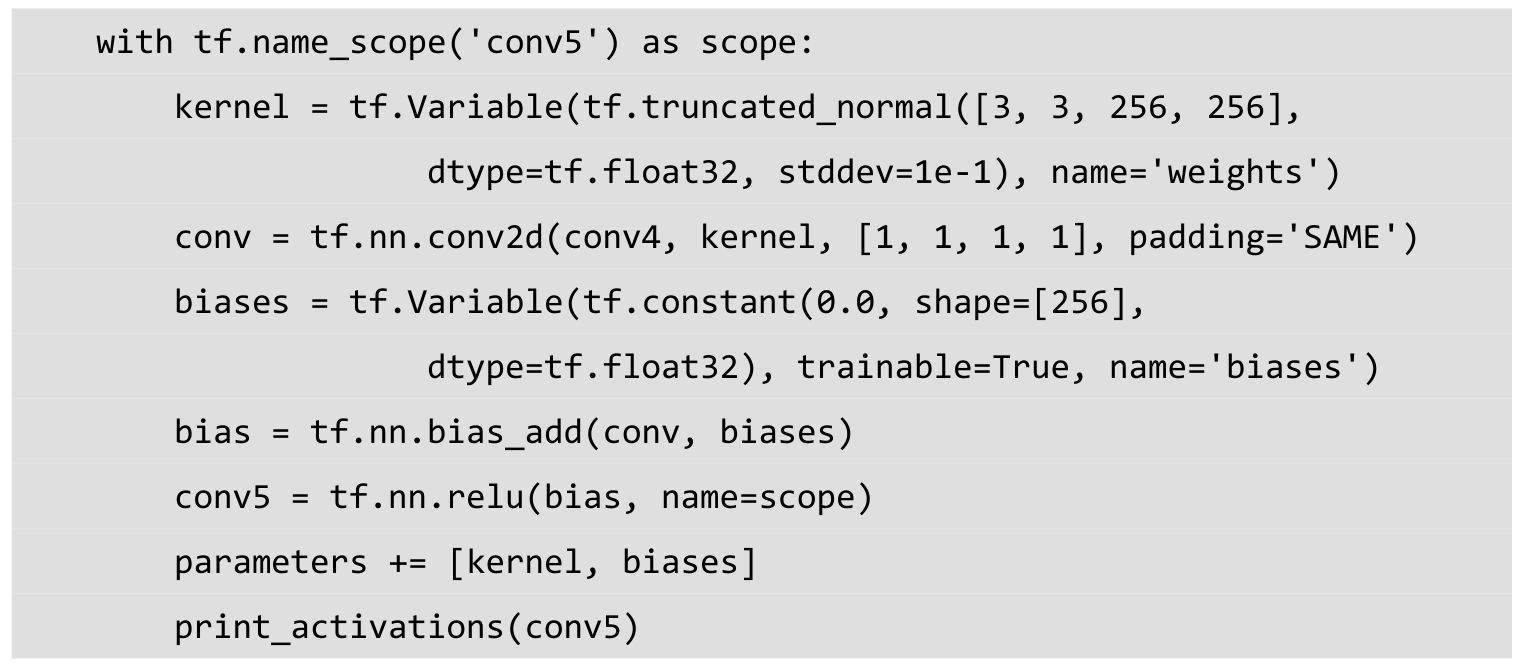 with tf.name_scope('conv5') as scope:
kernel = tf.Variable(tf.truncated_normal([3, 3, 256, 256],
dtype=tf.float32, stddev=1e-1), name='weights')
conv = tf.nn.conv2d(conv4, kernel, [1, 1, 1, 1], padding='SAME')
biases = tf.Variable(tf.constant(0.0, shape=[256],
dtype=tf.float32), trainable=True, name='biases')
bias = tf.nn.bias_add(conv, biases)
conv5 = tf.nn.relu(bias, name=scope)
parameters += [kernel, biases]
print_activations(conv5)